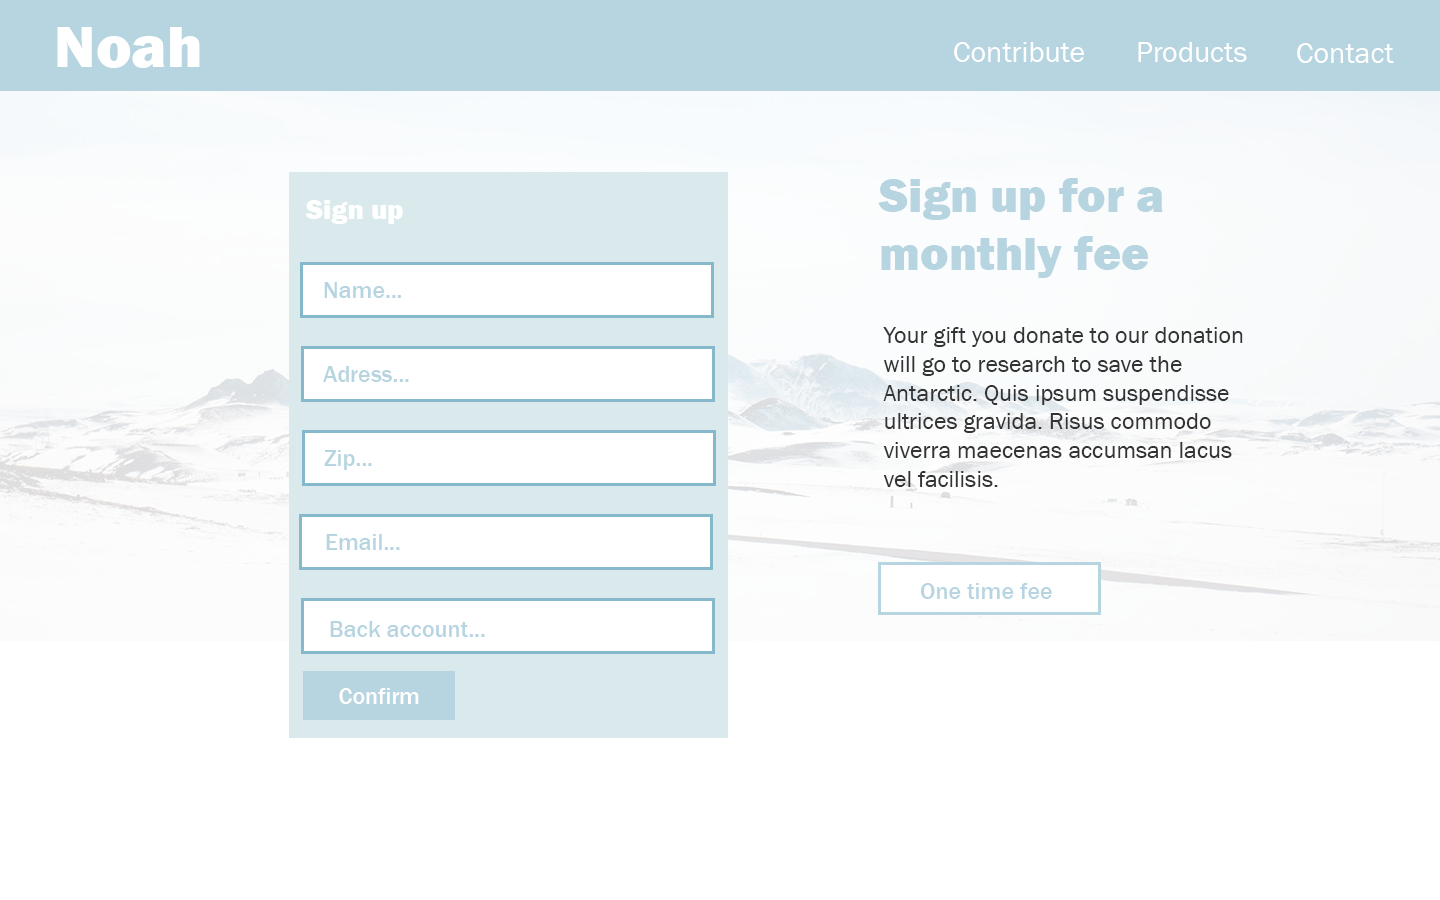 Noah
Contribute
Products
Contact
Sign up
Name...
Adress...
Zip...
Email...
Back account...
Confirm
Sign up for a
monthly fee
Your gift you donate to our donation
will go to research to save the
Antarctic. Quis ipsum suspendisse
ultrices gravida. Risus commodo
viverra maecenas accumsan lacus
vel facilisis.
One time fee